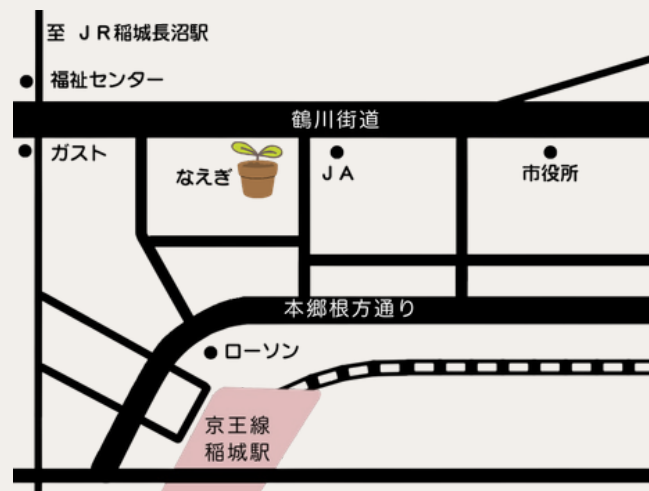 至 ＪＲ稲城長沼駅
福祉センター
鶴川街道
ガスト
なえぎ
ＪＡ
市役所
本郷根方通り
ローソン
京王線
稲城駅